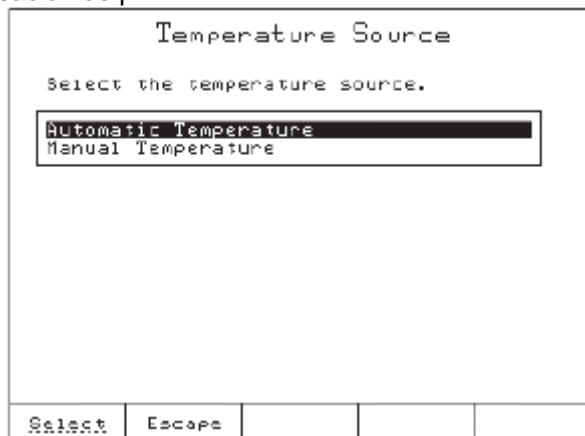 Temperature Source
Select the temperature source.
Automatic Temperature
Manual Temperature
Select Escape